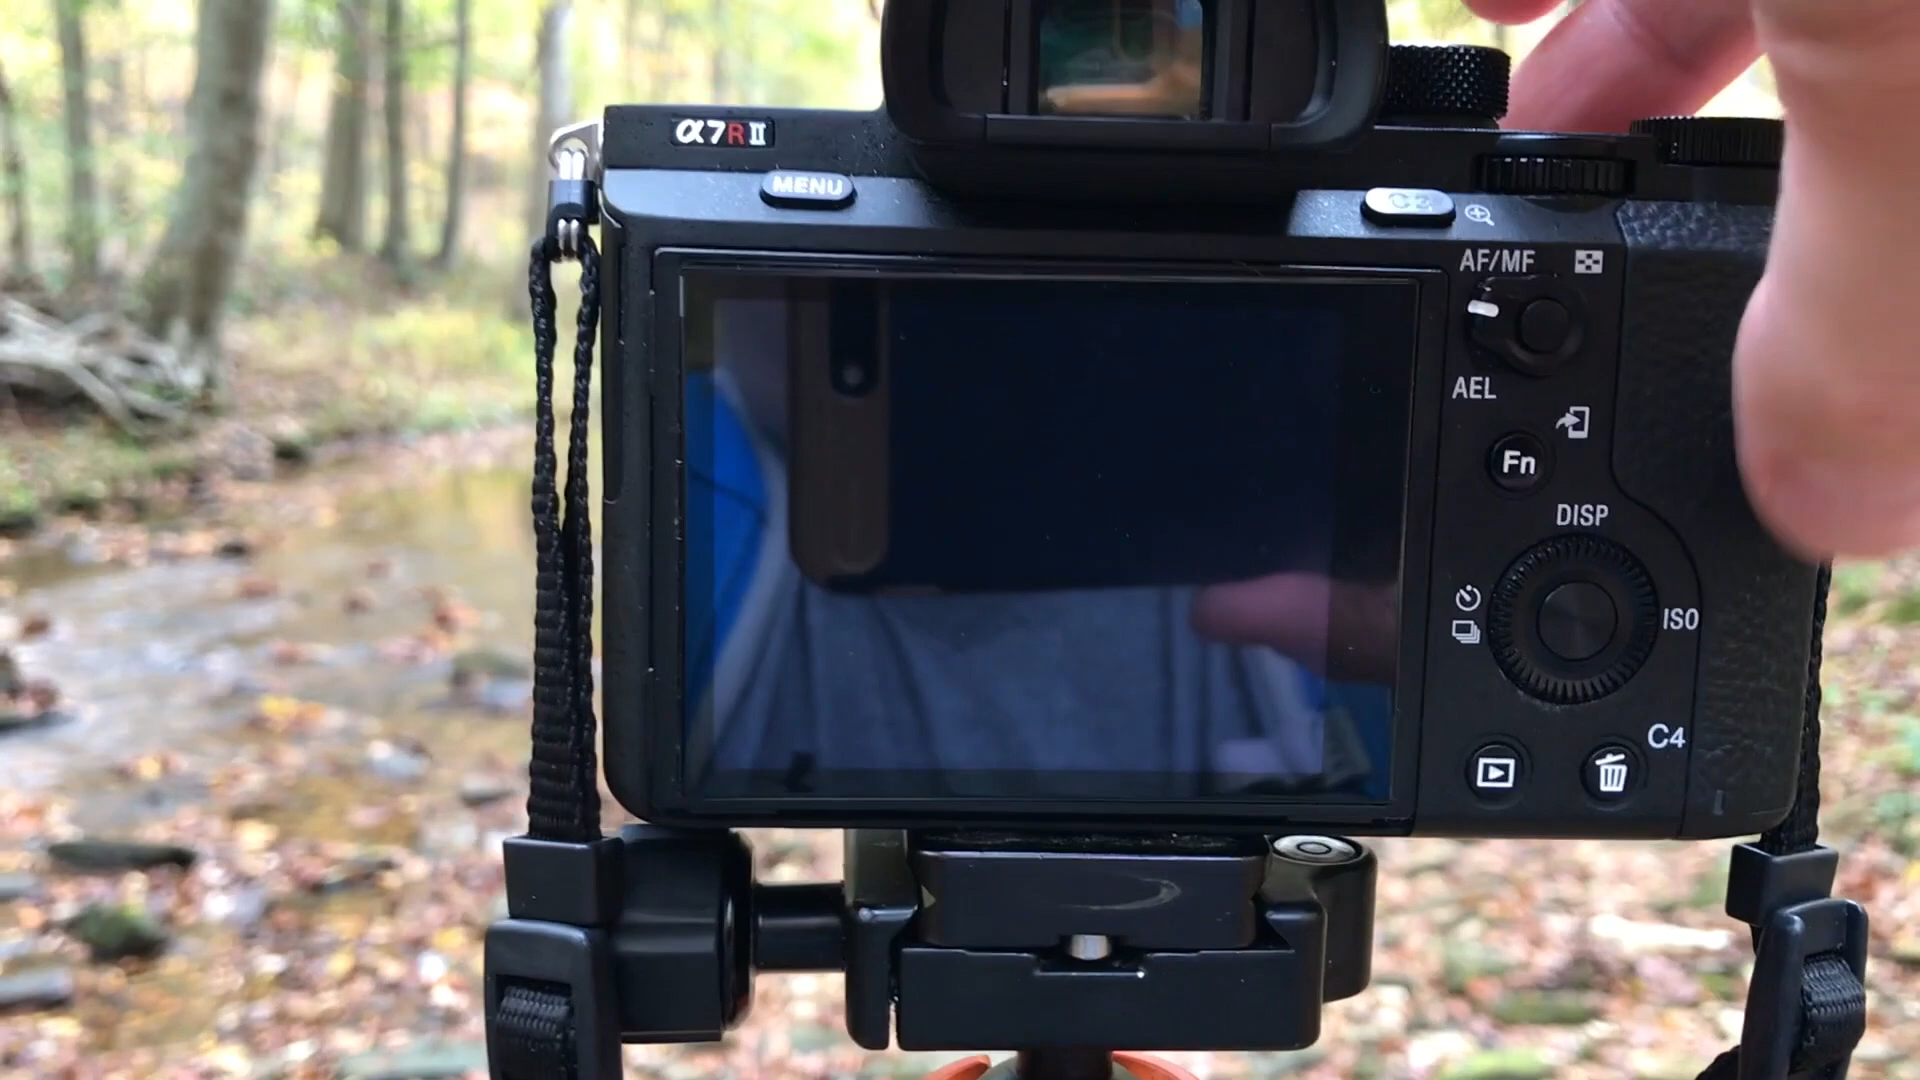 α7RII
MENU
AF/MF
AEL
Fn
DISP
ISO
C4